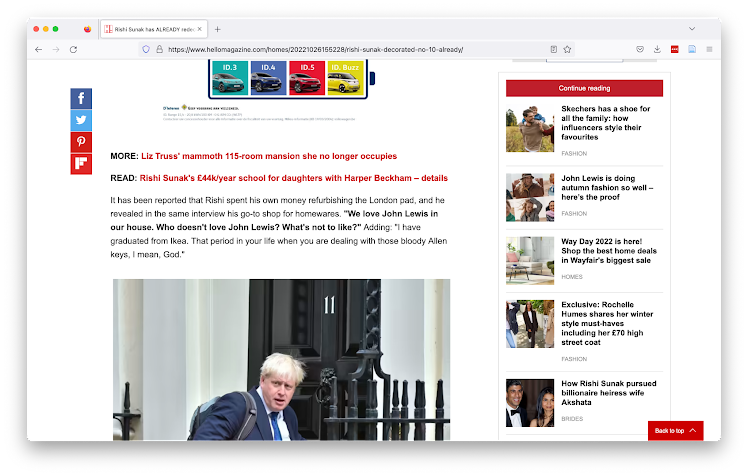 Rishi Sunak has ALREADY rede
https://www.hellomagazine.com/homes/20221026155228/rishi-sunak-decorated-no-10-already/
ID.3
ID.4
ID.5
ID. Buzz
MORE: Liz Truss' mammoth 115-room mansion she no longer occupies
READ: Rishi Sunak's £44k/year school for daughters with Harper Beckham – details
It has been reported that Rishi spent his own money refurbishing the London pad, and he
revealed in the same interview his go-to shop for homewares. "We love John Lewis in
our house. Who doesn't love John Lewis? What's not to like?" Adding: "I have
graduated from Ikea. That period in your life when you are dealing with those bloody Allen
keys, I mean, God."
11
Continue reading
Skechers has a shoe for
all the family: how
influencers style their
favourites
FASHION
John Lewis is doing
autumn fashion so well –
here's the proof
FASHION
Way Day 2022 is here!
Shop the best home deals
in Wayfair's biggest sale
HOMES
Exclusive: Rochelle
Humes shares her winter
style must-haves
including her £70 high
street coat
FASHION
How Rishi Sunak pursued
billionaire heiress wife
Akshata
BRIDES
Back to top